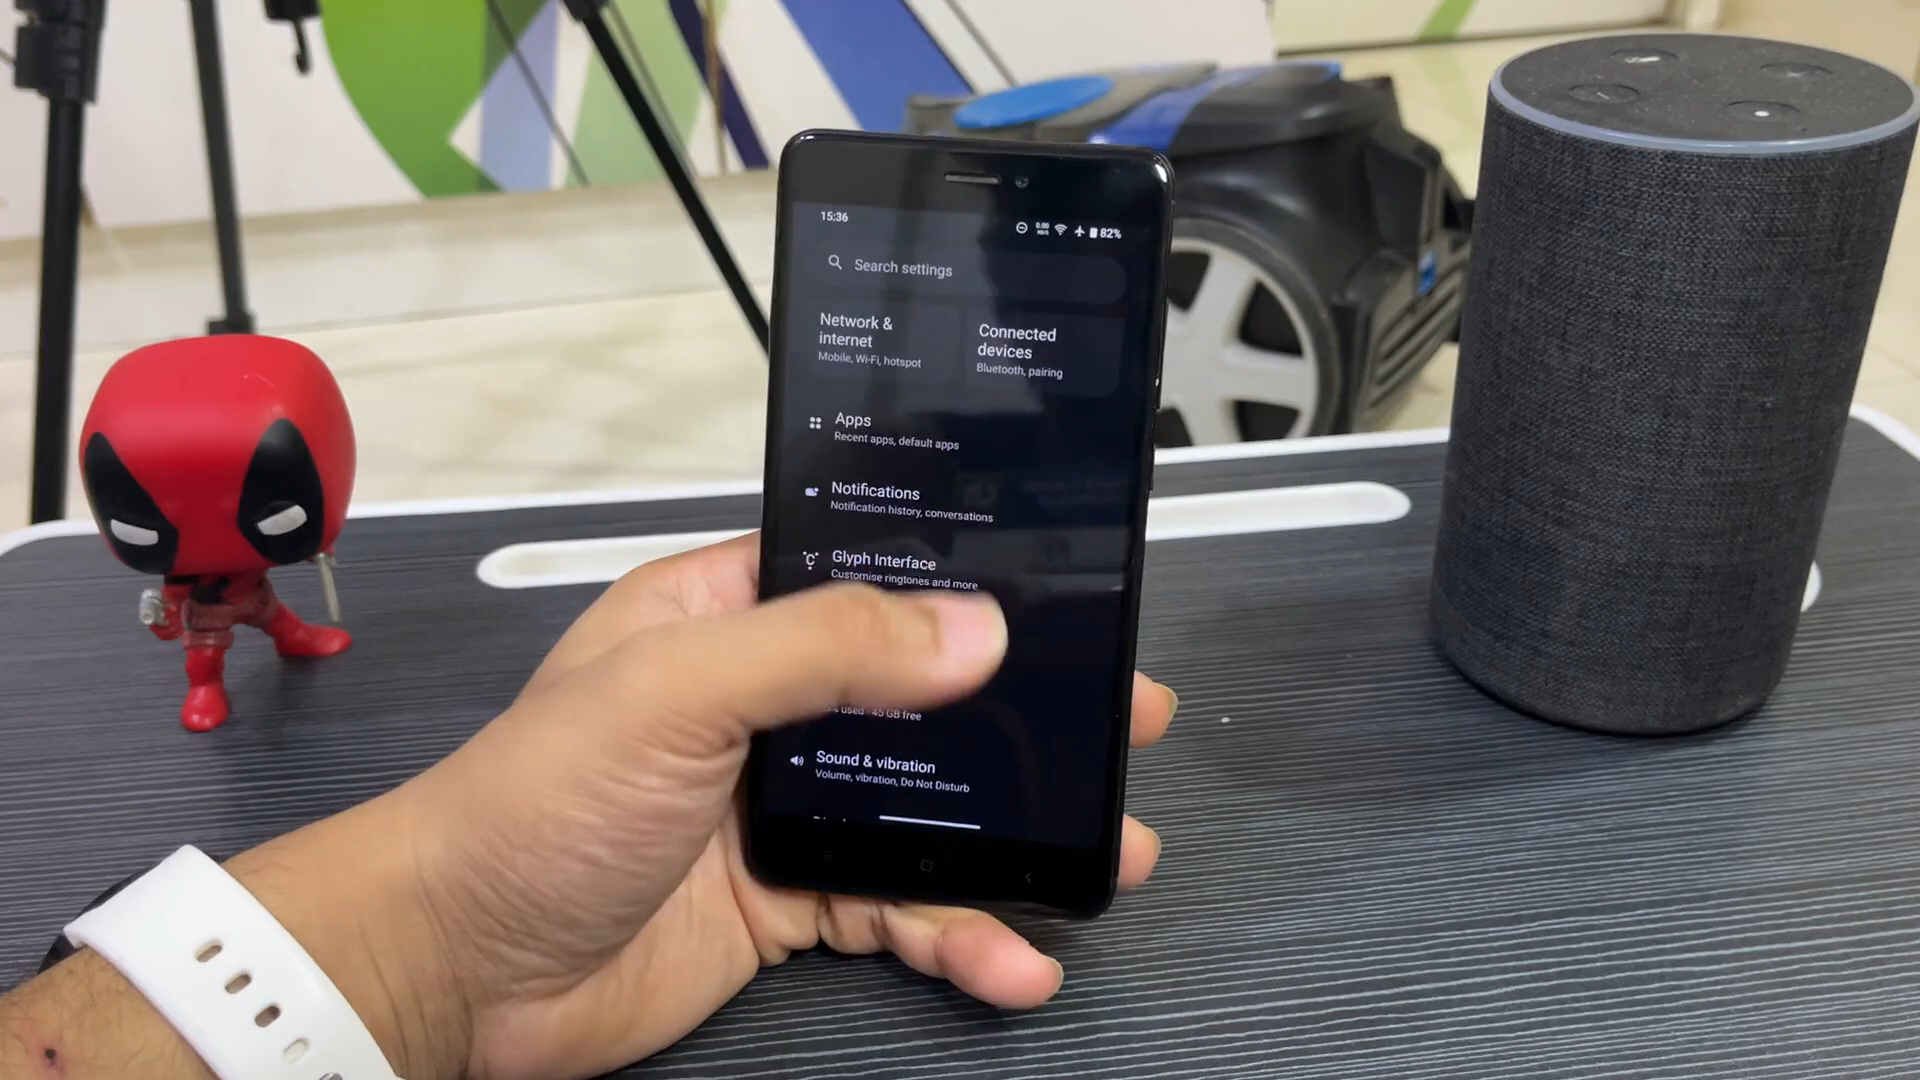 15:36
0.00
82%
Search settings
Network &
internet
Mobile, Wi-Fi, hotspot
Connected
devices
Bluetooth, pairing
Apps
Recent apps, default apps
Notifications
Notification history, conversations
Glyph Interface
Customise ringtones and more
used - 45 GB free
Sound & vibration
Volume, vibration, Do Not Disturb